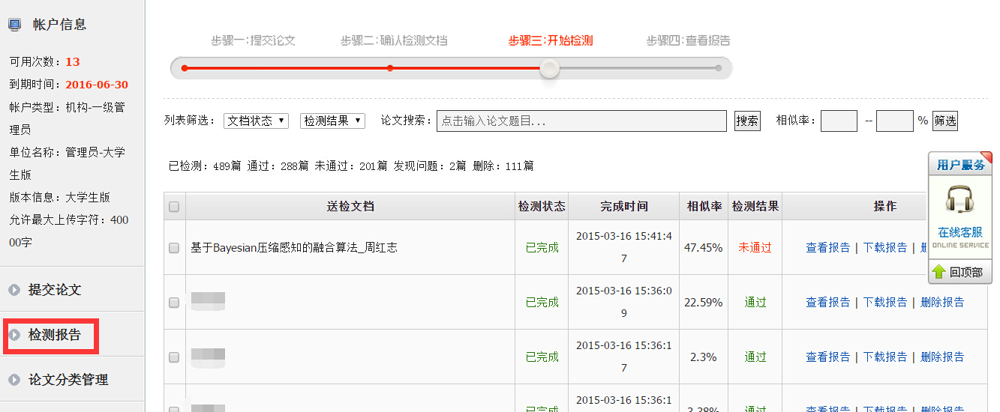 帐户信息
可用次数：13
到期时间：2016-06-30
帐户类型：机构-一级管
理员
单位名称：管理员-大学
生版
版本信息：大学生版
允许最大上传字符：400
00字
提交论文
检测报告
论文分类管理
步骤一:提交论文 步骤二:确认检测文档 步骤三:开始检测 步骤四:查看报告
列表筛选： 文档状态 ▼ 检测结果 ▼ 论文搜索： 点击输入论文题目... 搜索 相似率： -- % 筛选
已检测：489篇 通过：288篇 未通过：201篇 发现问题：2篇 删除：111篇
送检文档 检测状态 完成时间 相似率 检测结果 操作
基于Bayesian压缩感知的融合算法_周红志 已完成 2015-03-16 15:41:4
7 47.45% 未通过 查看报告 | 下载报告 |
已完成 2015-03-16 15:36:0
9 22.59% 通过 查看报告 | 下载报告 | 删除报告
已完成 2015-03-16 15:36:1
7 2.3% 通过 查看报告 | 下载报告 | 删除报告
已完成 2015-03-16 15:36:1
3.38% 通过 查看报告 | 下载报告 | 删除报告
用户服务
在线客服
ONLINE SERVICE
回顶部